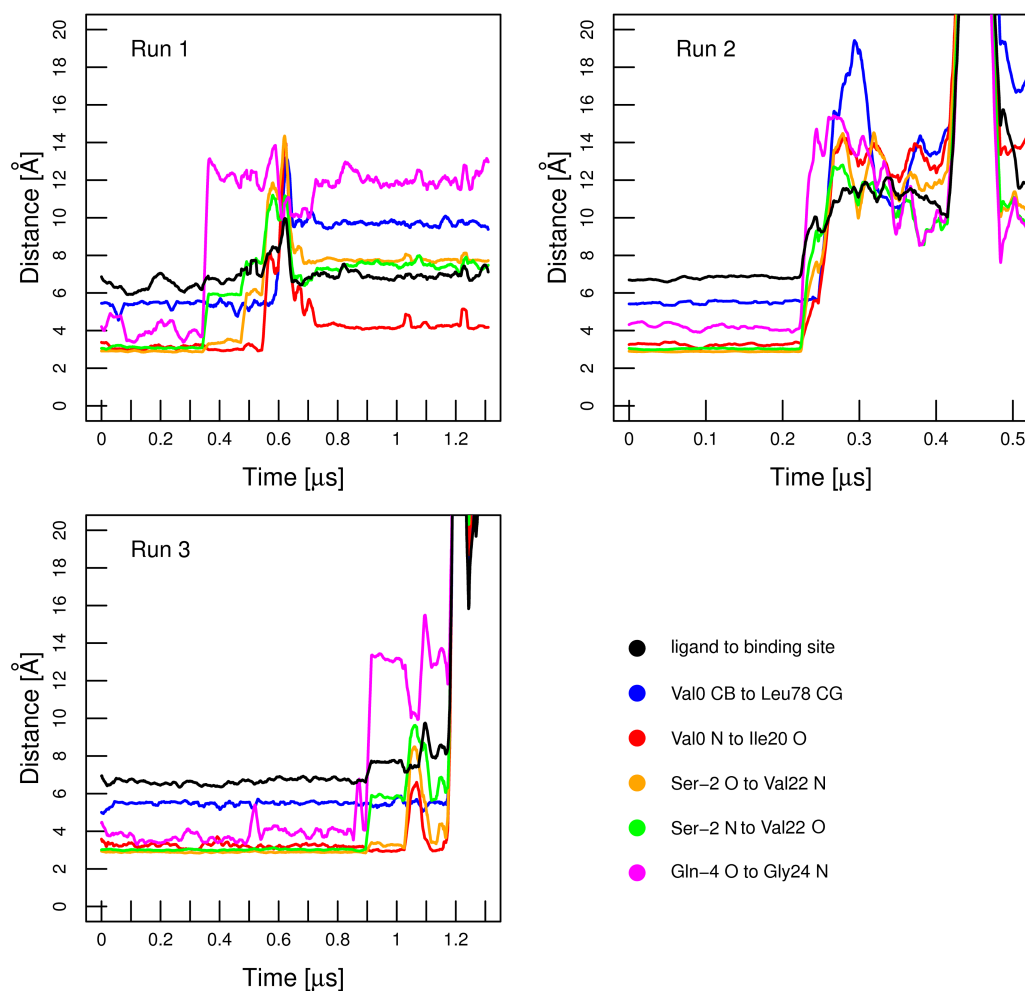 Run 1
Distance [Å]
0 2 4 6 8 10 12 14 16 18 20
0 0.2 0.4 0.6 0.8 1 1.2
Time [μs]
Run 2
Distance [Å]
0 2 4 6 8 10 12 14 16 18 20
0 0.1 0.2 0.3 0.4 0.5
Time [μs]
Run 3
Distance [Å]
0 2 4 6 8 10 12 14 16 18 20
0 0.2 0.4 0.6 0.8 1 1.2
Time [μs]
ligand to binding site
Val0 CB to Leu78 CG
Val0 N to Ile20 O
Ser−2 O to Val22 N
Ser−2 N to Val22 O
Gln−4 O to Gly24 N